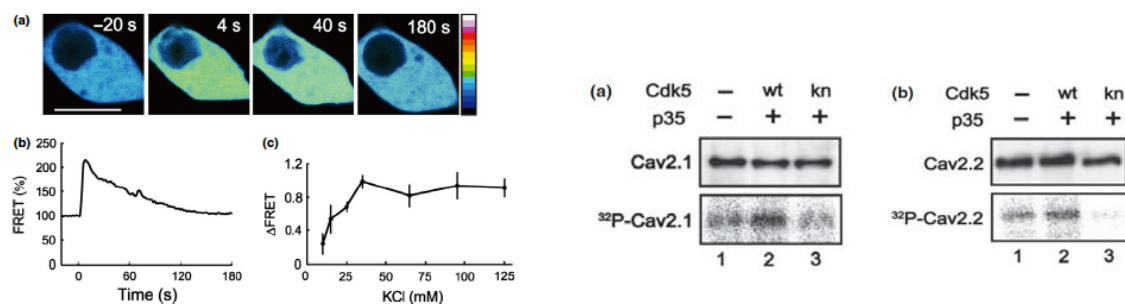 (a)
−20 s 4 s 40 s 180 s
(b)
250
200
150
100
50
0
FRET (%)
0 60 120 180
Time (s)
(c)
1.2
0.8
0.4
0
ΔFRET
0 25 50 75 100 125
KCl (mM)
(a)
Cdk5 – wt kn
p35 – + +
Cav2.1
32P-Cav2.1
1 2 3
(b)
Cdk5 – wt kn
p35 – + +
Cav2.2
32P-Cav2.2
1 2 3